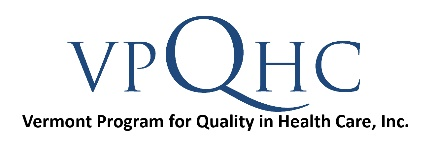 VPQHC
Vermont Program for Quality in Health Care, Inc.